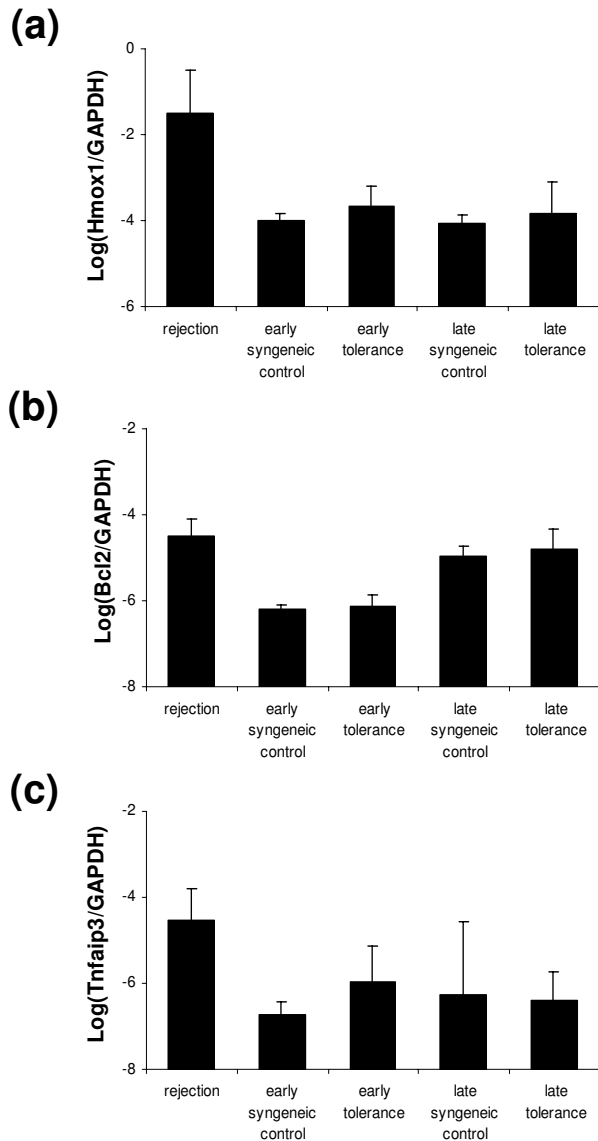 (a)
Log(Hmox1/GAPDH)
0
-2
-4
-6
rejection
early
syngeneic
control
early
tolerance
late
syngeneic
control
late
tolerance
(b)
Log(Bcl2/GAPDH)
-2
-4
-6
-8
rejection
early
syngeneic
control
early
tolerance
late
syngeneic
control
late
tolerance
(c)
Log(Tnfaip3/GAPDH)
-2
-4
-6
-8
rejection
early
syngeneic
control
early
tolerance
late
syngeneic
control
late
tolerance